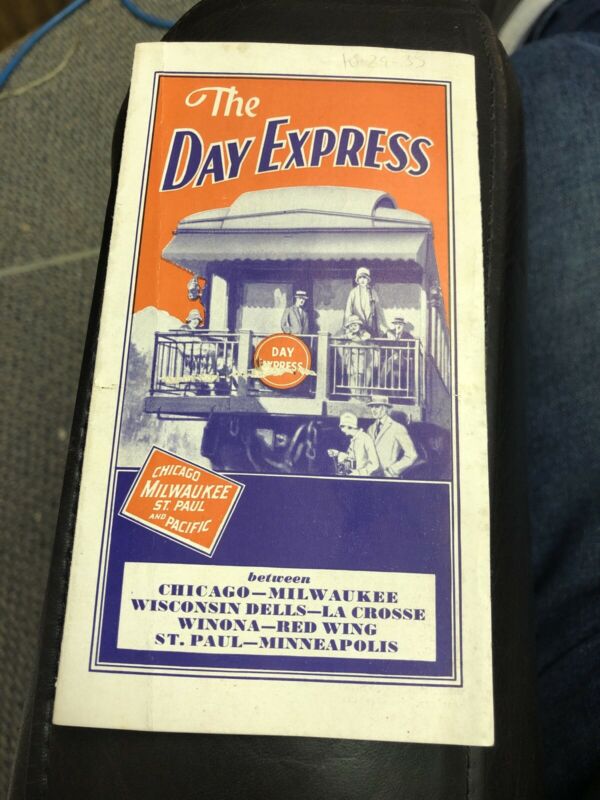 The
DAY EXPRESS
DAY
EXPRESS
CHICAGO
MILWAUKEE
ST. PAUL
AND PACIFIC
between
CHICAGO—MILWAUKEE
WISCONSIN DELLS—LA CROSSE
WINONA—RED WING
ST. PAUL—MINNEAPOLIS